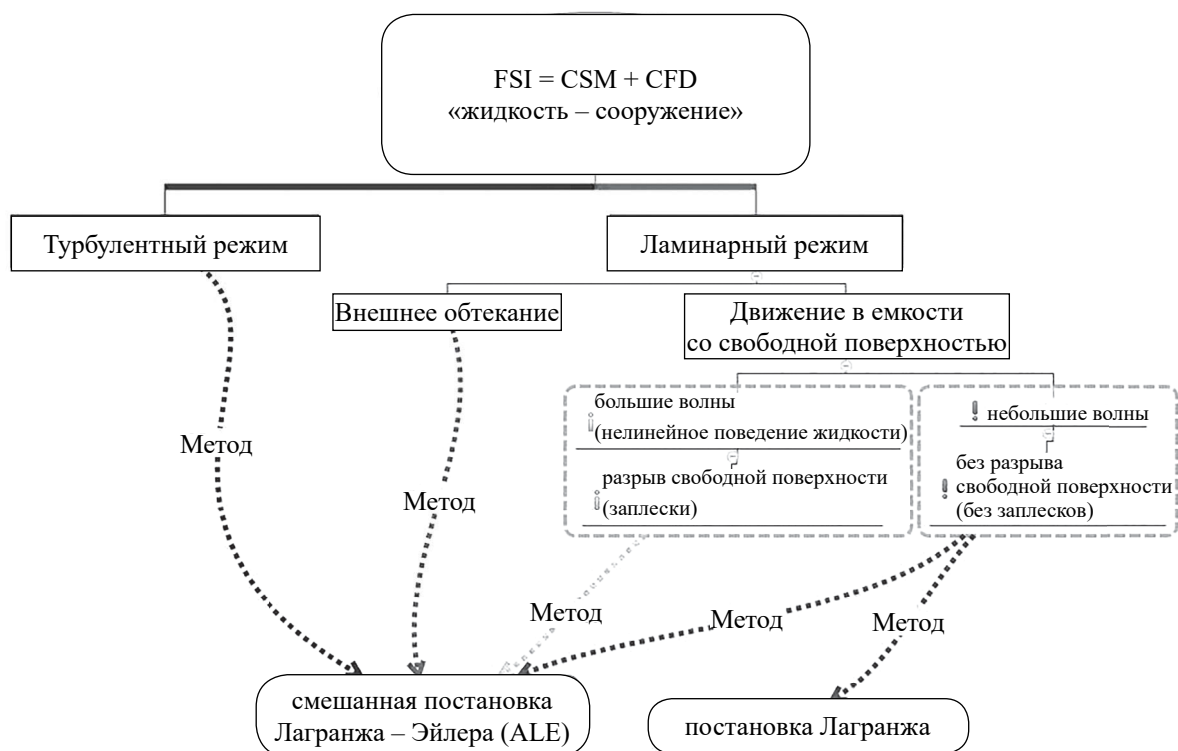 FSI = CSM + CFD
«жидкость – сооружение»
Турбулентный режим
Ламинарный режим
Внешнее обтекание
Движение в емкости
со свободной поверхностью
большие волны
(нелинейное поведение жидкости)
разрыв свободной поверхности
(заплески)
! небольшие волны
без разрыва
! свободной поверхности
(без заплесков)
Метод
Метод
Метод
Метод
Метод
смешанная постановка
Лагранжа – Эйлера (ALE)
постановка Лагранжа